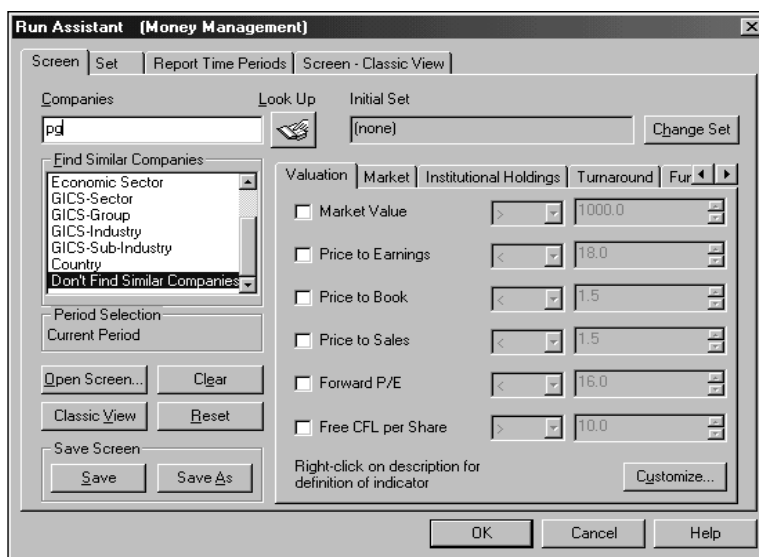 Run Assistant (Money Management)
Screen Set Report Time Periods Screen - Classic View
Companies Look Up Initial Set
pg (none) Change Set
Find Similar Companies
Economic Sector
GICS-Sector
GICS-Group
GICS-Industry
GICS-Sub-Industry
Country
Don't Find Similar Companies
Period Selection
Current Period
Open Screen... Clear
Classic View Reset
Save Screen
Save Save As
Valuation Market Institutional Holdings Turnaround Fur
Market Value > 1000.0
Price to Earnings < 18.0
Price to Book < 1.5
Price to Sales < 1.5
Forward P/E < 16.0
Free CFL per Share > 10.0
Right-click on description for
definition of indicator
Customize...
OK Cancel Help